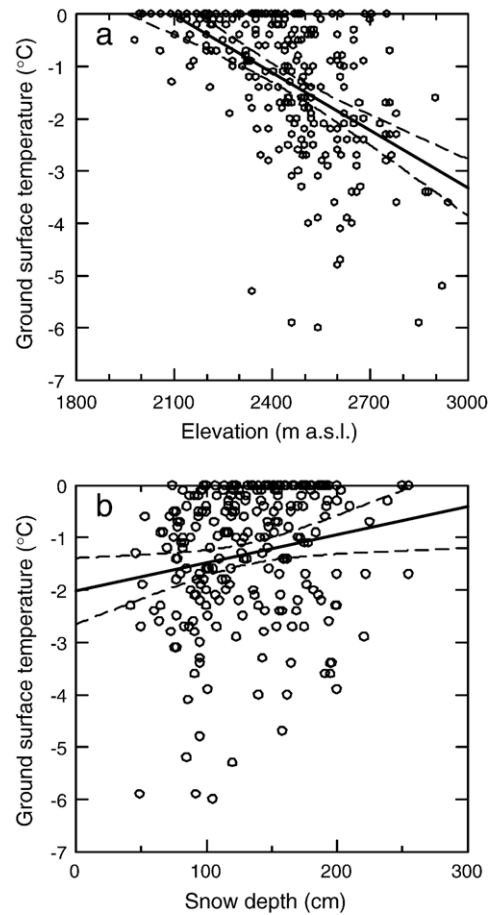 a
Ground surface temperature (°C)
0
-1
-2
-3
-4
-5
-6
-7
1800 2100 2400 2700 3000
Elevation (m a.s.l.)
b
Ground surface temperature (°C)
0
-1
-2
-3
-4
-5
-6
-7
0 100 200 300
Snow depth (cm)